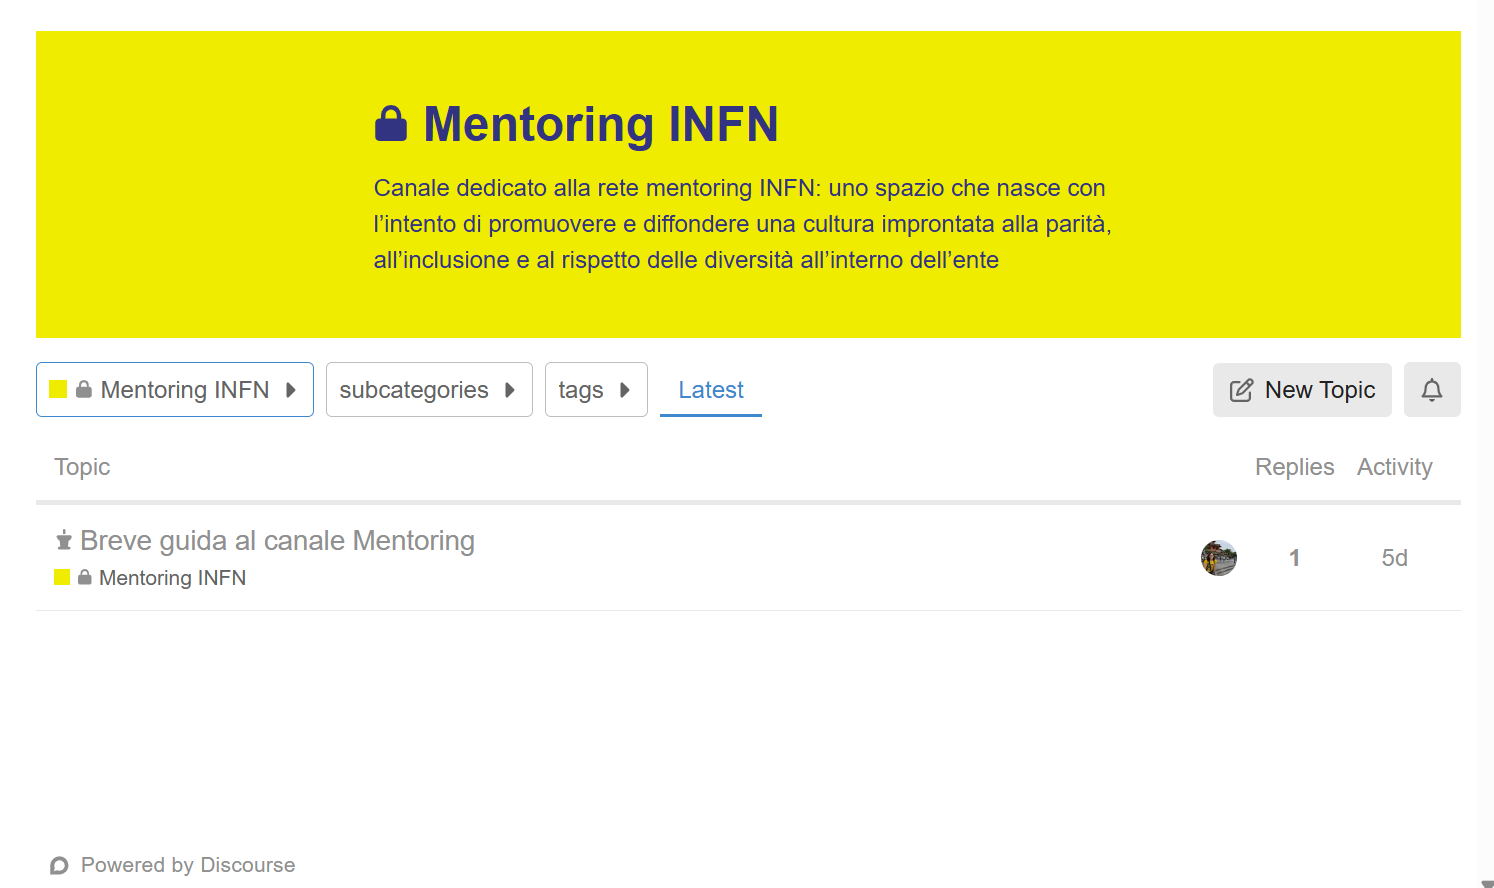 Mentoring INFN
Canale dedicato alla rete mentoring INFN: uno spazio che nasce con
l’intento di promuovere e diffondere una cultura improntata alla parità,
all’inclusione e al rispetto delle diversità all’interno dell’ente
Mentoring INFN subcategories tags Latest New Topic
Topic Replies Activity
Breve guida al canale Mentoring
Mentoring INFN
1 5d
Powered by Discourse